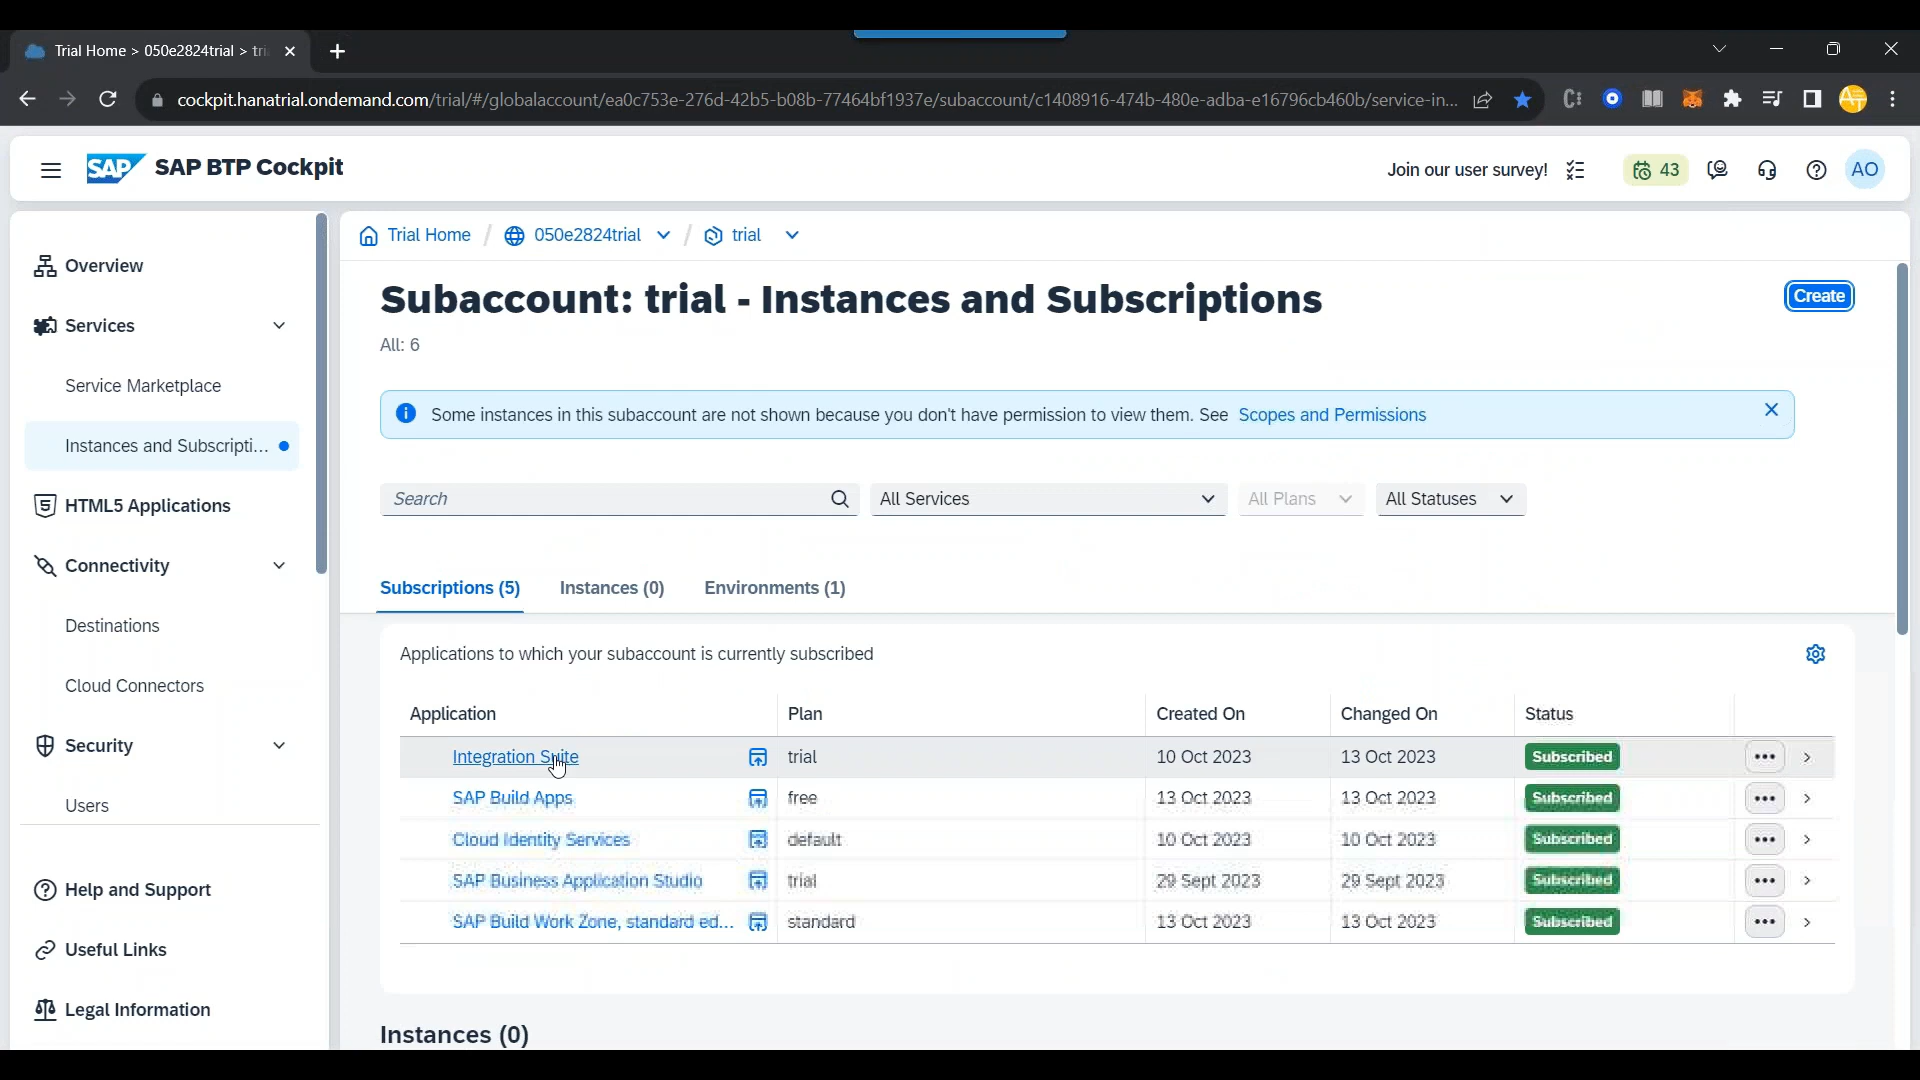 Trial Home > 050e2824trial > tri
cockpit.hanatrial.ondemand.com/trial/#/globalaccount/ea0c753e-276d-42b5-b08b-77464bf1937e/subaccount/c1408916-474b-480e-adba-e16796cb460b/service-in...
SAP SAP BTP Cockpit
Join our user survey!
43
AO
Overview
Services
Service Marketplace
Instances and Subscripti...
HTML5 Applications
Connectivity
Destinations
Cloud Connectors
Security
Users
Help and Support
Useful Links
Legal Information
Trial Home / 050e2824trial / trial
Subaccount: trial - Instances and Subscriptions
Create
All: 6
Some instances in this subaccount are not shown because you don't have permission to view them. See Scopes and Permissions
Search All Services All Plans All Statuses
Subscriptions (5) Instances (0) Environments (1)
Applications to which your subaccount is currently subscribed
Application Plan Created On Changed On Status
Integration Suite trial 10 Oct 2023 13 Oct 2023 Subscribed
SAP Build Apps free 13 Oct 2023 13 Oct 2023 Subscribed
Cloud Identity Services default 10 Oct 2023 10 Oct 2023 Subscribed
SAP Business Application Studio trial 29 Sept 2023 29 Sept 2023 Subscribed
SAP Build Work Zone, standard ed... standard 13 Oct 2023 13 Oct 2023 Subscribed
Instances (0)